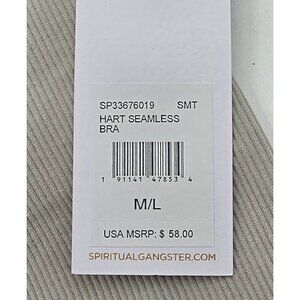 SP33676019 SMT
HART SEAMLESS
BRA
1 91141 47853 4
M/L
USA MSRP: $ 58.00
SPIRITUALGANGSTER.COM